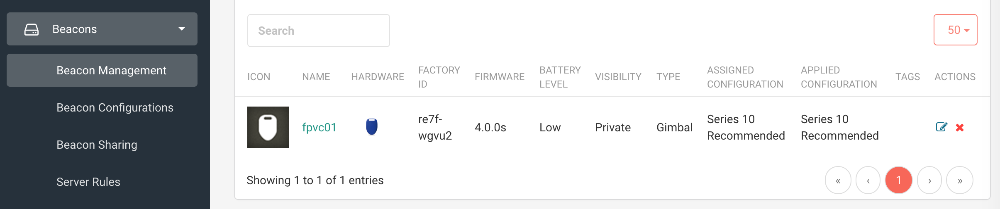 Beacons
Beacon Management
Beacon Configurations
Beacon Sharing
Server Rules
Search
50
ICON NAME HARDWARE FACTORY ID FIRMWARE BATTERY LEVEL VISIBILITY TYPE ASSIGNED CONFIGURATION APPLIED CONFIGURATION TAGS ACTIONS
fpvc01 re7f-wgvu2 4.0.0s Low Private Gimbal Series 10 Recommended Series 10 Recommended
Showing 1 to 1 of 1 entries
« ‹ 1 › »